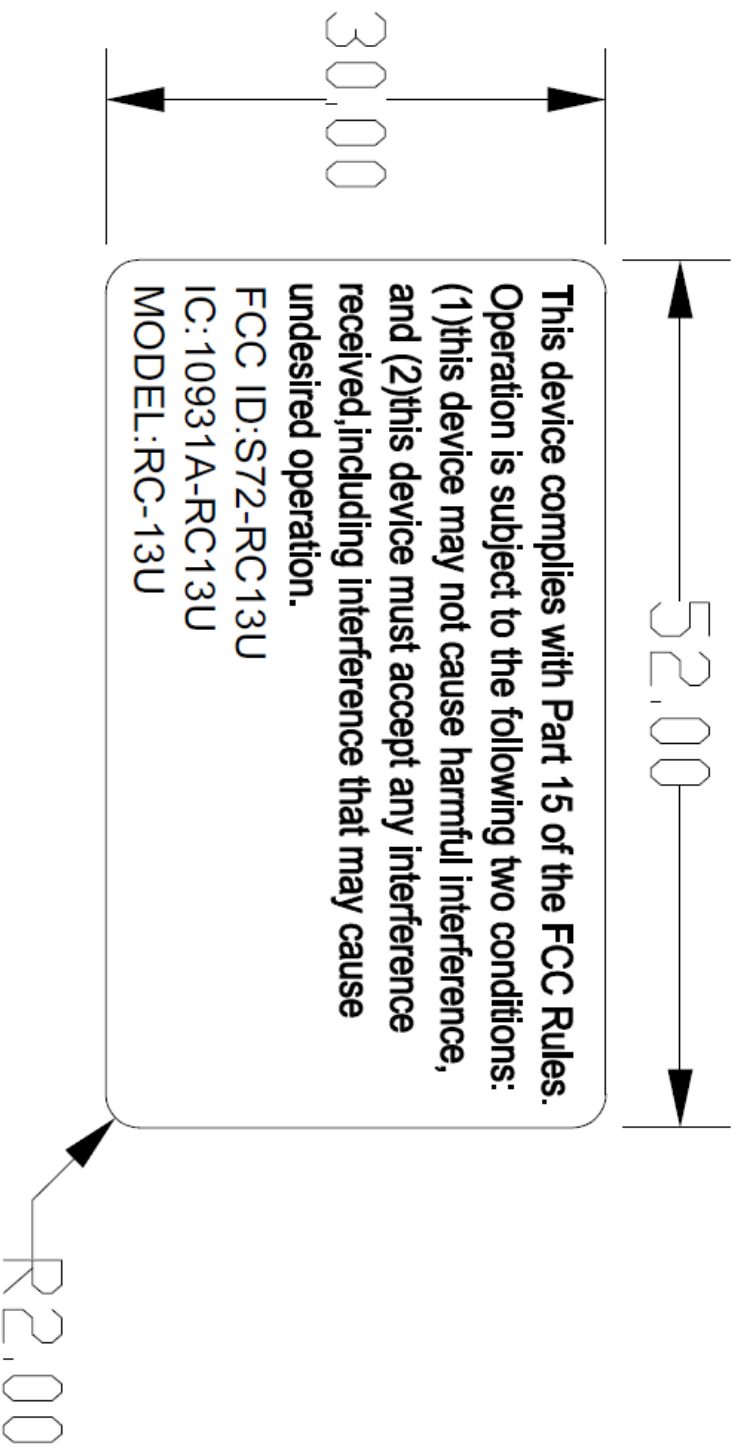 52.00
30.00
This device complies with Part 15 of the FCC Rules.
Operation is subject to the following two conditions:
(1)this device may not cause harmful interference,
and (2)this device must accept any interference
received,including interference that may cause
undesired operation.
FCC ID:S72-RC13U
IC:10931A-RC13U
MODEL:RC-13U
R2.00